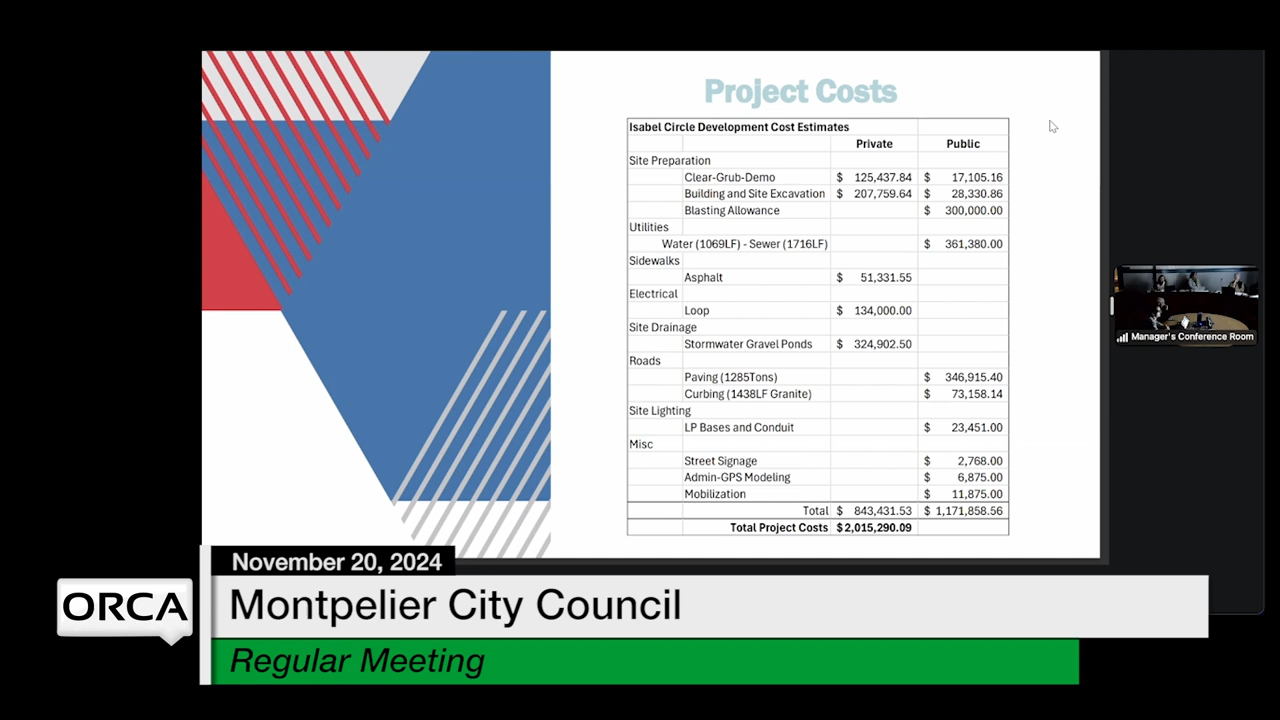 Project Costs
Isabel Circle Development Cost Estimates
Private Public
Site Preparation
Clear-Grub-Demo $ 125,437.84 $ 17,105.16
Building and Site Excavation $ 207,759.64 $ 28,330.86
Blasting Allowance $ 300,000.00
Utilities
Water (1069LF) - Sewer (1716LF) $ 361,380.00
Sidewalks
Asphalt $ 51,331.55
Electrical
Loop $ 134,000.00
Site Drainage
Stormwater Gravel Ponds $ 324,902.50
Roads
Paving (1285Tons) $ 346,915.40
Curbing (1438LF Granite) $ 73,158.14
Site Lighting
LP Bases and Conduit $ 23,451.00
Misc
Street Signage $ 2,768.00
Admin-GPS Modeling $ 6,875.00
Mobilization $ 11,875.00
Total $ 843,431.53 $ 1,171,858.56
Total Project Costs $2,015,290.09
Manager's Conference Room
November 20, 2024
ORCA
Montpelier City Council
Regular Meeting